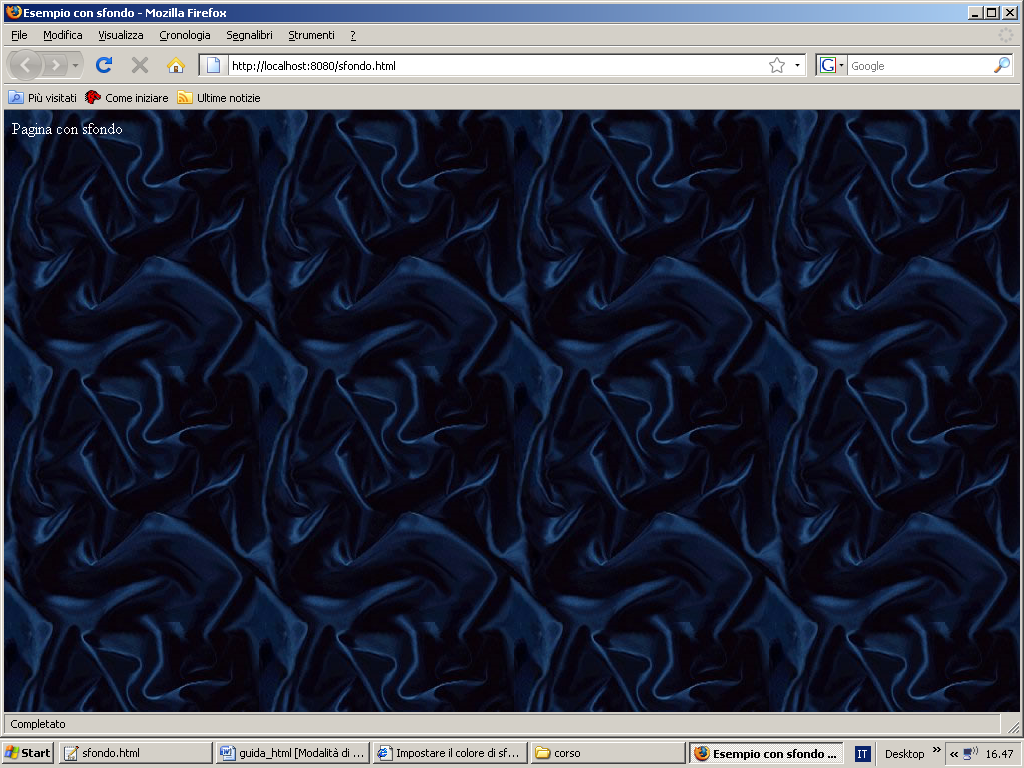 Esempio con sfondo - Mozilla Firefox
File Modifica Visualizza Cronologia Segnalibri Strumenti ?
http://localhost:8080/sfondo.html
G Google
Più visitati Come iniziare Ultime notizie
Pagina con sfondo
Completato
Start sfondo.html guida_html [Modalità di ... Impostare il colore di sf... corso Esempio con sfondo ... IT Desktop » « 16.47